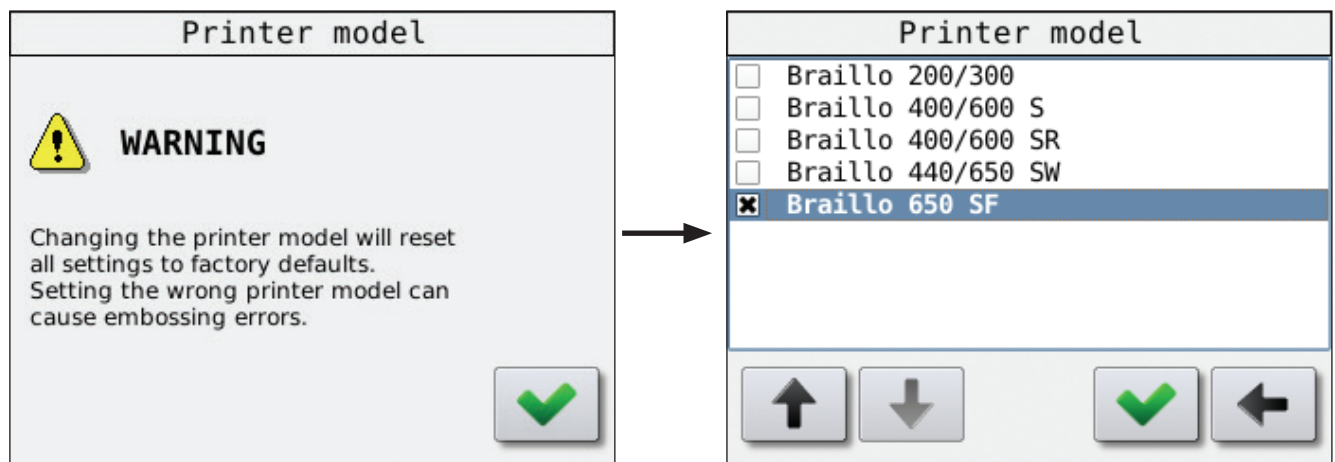 Printer model
WARNING
Changing the printer model will reset
all settings to factory defaults.
Setting the wrong printer model can
cause embossing errors.
Printer model
Braillo 200/300
Braillo 400/600 S
Braillo 400/600 SR
Braillo 440/650 SW
Braillo 650 SF